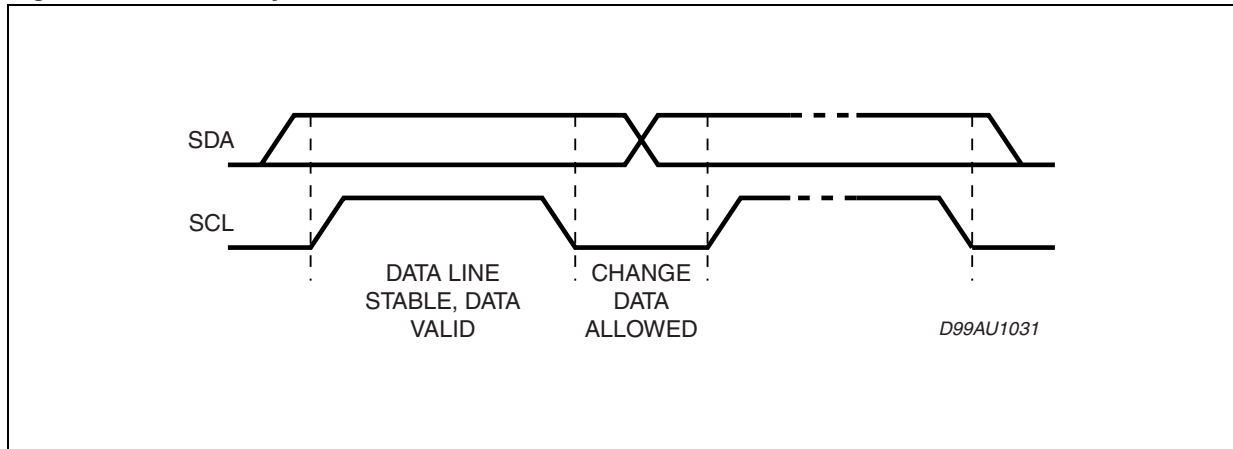 SDA
SCL
DATA LINE
STABLE, DATA
VALID
CHANGE
DATA
ALLOWED
D99AU1031